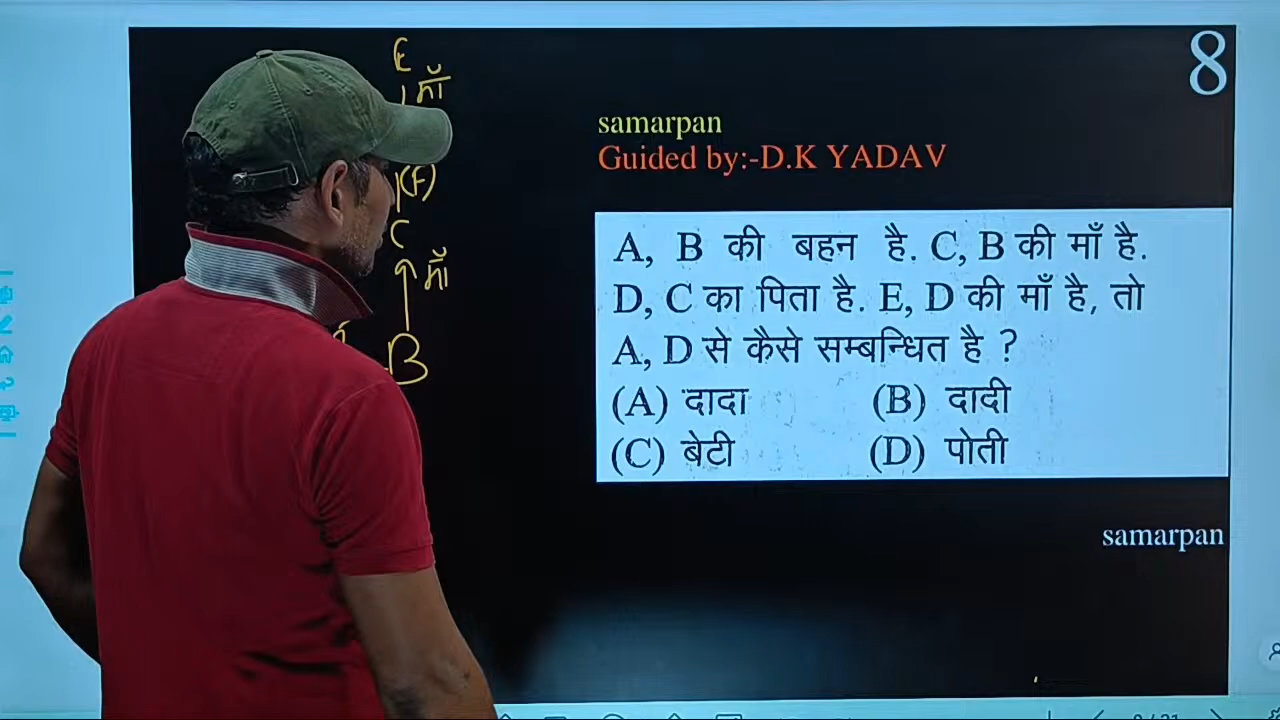 8
samarpan
Guided by:-D.K YADAV
A, B की बहन है. C, B की माँ है.
D, C का पिता है. E, D की माँ है, तो
A, D से कैसे सम्बन्धित है ?
(A) दादा (B) दादी
(C) बेटी (D) पोती
samarpan
E
माँ
(F)
C
माँ
B